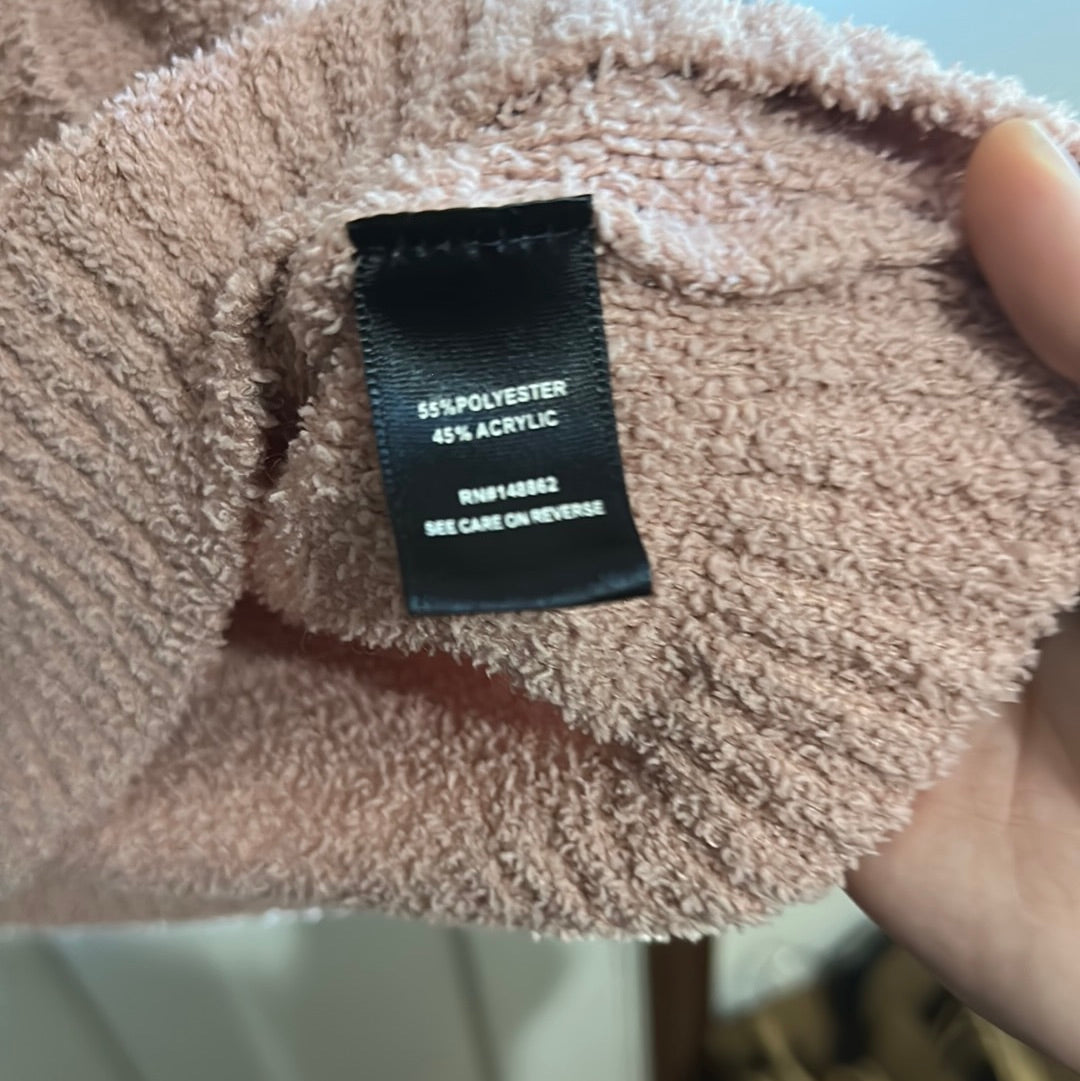 55%POLYESTER
45% ACRYLIC
RN#148862
SEE CARE ON REVERSE